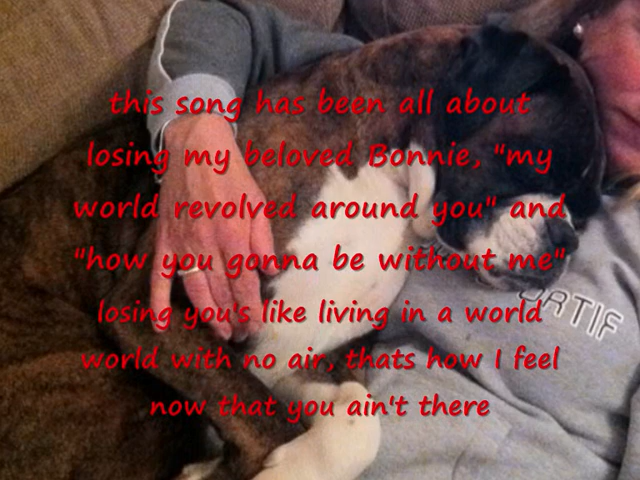 this song has been all about
losing my beloved Bonnie, "my
world revolved around you" and
"how you gonna be without me"
losing you's like living in a world
world with no air, thats how I feel
now that you ain't there